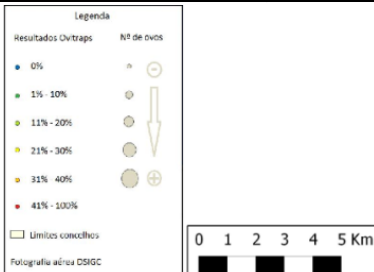 Legenda
Resultados Ovitraps Nº de ovos
0%
1% - 10%
11% - 20%
21% - 30%
31% - 40%
41% - 100%
Limites concelhos
Fotografia aérea DSIGC
0 1 2 3 4 5 Km